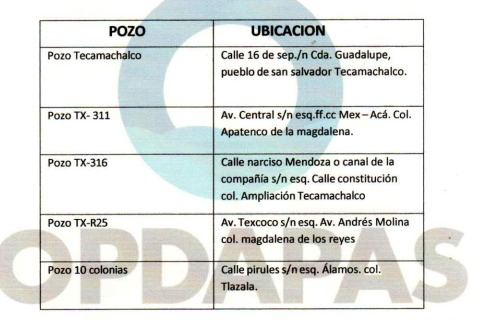 POZO UBICACION
Pozo Tecamachalco Calle 16 de sep./n Cda. Guadalupe,
pueblo de san salvador Tecamachalco.
Pozo TX- 311 Av. Central s/n esq.ff.cc Mex – Acá. Col.
Apatenco de la magdalena.
Pozo TX-316 Calle narciso Mendoza o canal de la
compañía s/n esq. Calle constitución
col. Ampliación Tecamachalco
Pozo TX-R25 Av. Texcoco s/n esq. Av. Andrés Molina
col. magdalena de los reyes
Pozo 10 colonias Calle pirules s/n esq. Álamos. col.
Tlazala.
OPDAPAS